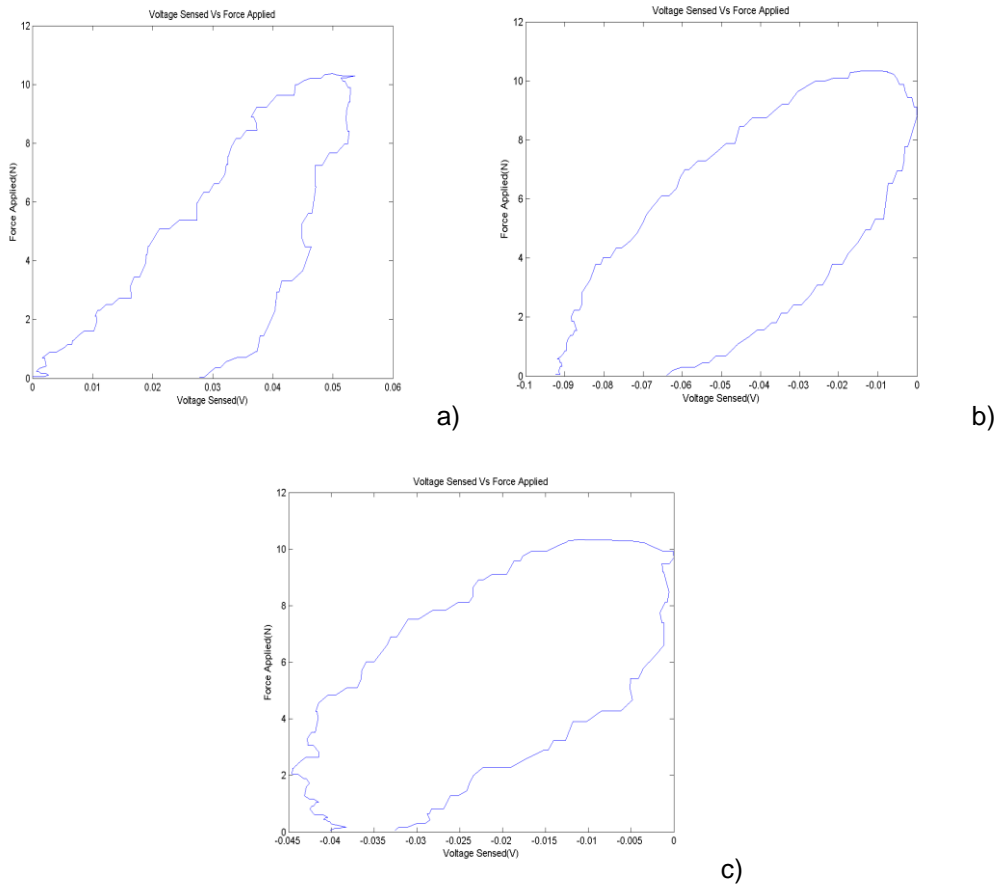 Voltage Sensed Vs Force Applied
12
10
8
6
4
2
0
Force Applied(N)
0 0.01 0.02 0.03 0.04 0.05 0.06
Voltage Sensed(V)
a)
Voltage Sensed Vs Force Applied
12
10
8
6
4
2
0
Force Applied(N)
-0.1 -0.09 -0.08 -0.07 -0.06 -0.05 -0.04 -0.03 -0.02 -0.01 0
Voltage Sensed(V)
b)
Voltage Sensed Vs Force Applied
12
10
8
6
4
2
0
Force Applied(N)
-0.045 -0.04 -0.035 -0.03 -0.025 -0.02 -0.015 -0.01 -0.005 0
Voltage Sensed(V)
c)